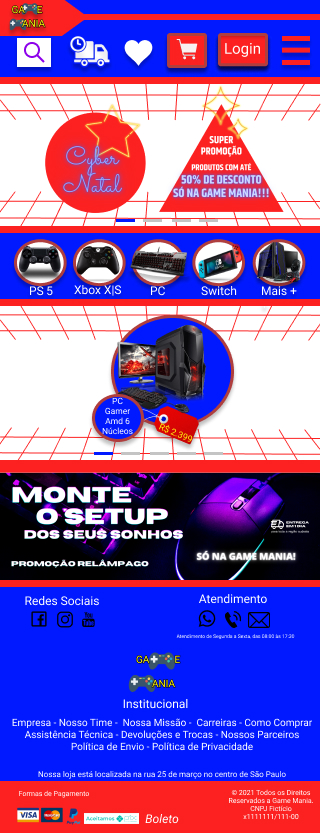 GAME
MANIA
Login
Cyber
Natal
SUPER
PROMOÇÃO
PRODUTOS COM ATÉ
50% DE DESCONTO
SÓ NA GAME MANIA!!!
PS 5
Xbox X|S
PC
Switch
Mais +
PC
Gamer
Amd 6
Núcleos
R$ 2.399
MONTE
O SETUP
DOS SEUS SONHOS
PROMOÇÃO RELÂMPAGO
ENTREGA
SÓ NA GAME MANIA!
Redes Sociais
Atendimento
Atendimento de Segunda a Sexta, das 08:00 às 17:30
GAME
MANIA
Institucional
Empresa - Nosso Time - Nossa Missão - Carreiras - Como Comprar
Assistência Técnica - Devoluções e Trocas - Nossos Parceiros
Política de Envio - Política de Privacidade
Nossa loja está localizada na rua 25 de março no centro de São Paulo
Formas de Pagamento
VISA
Aceitamos
Boleto
© 2021 Todos os Direitos
Reservados a Game Mania.
CNPJ Fictício
x1111111/111-00